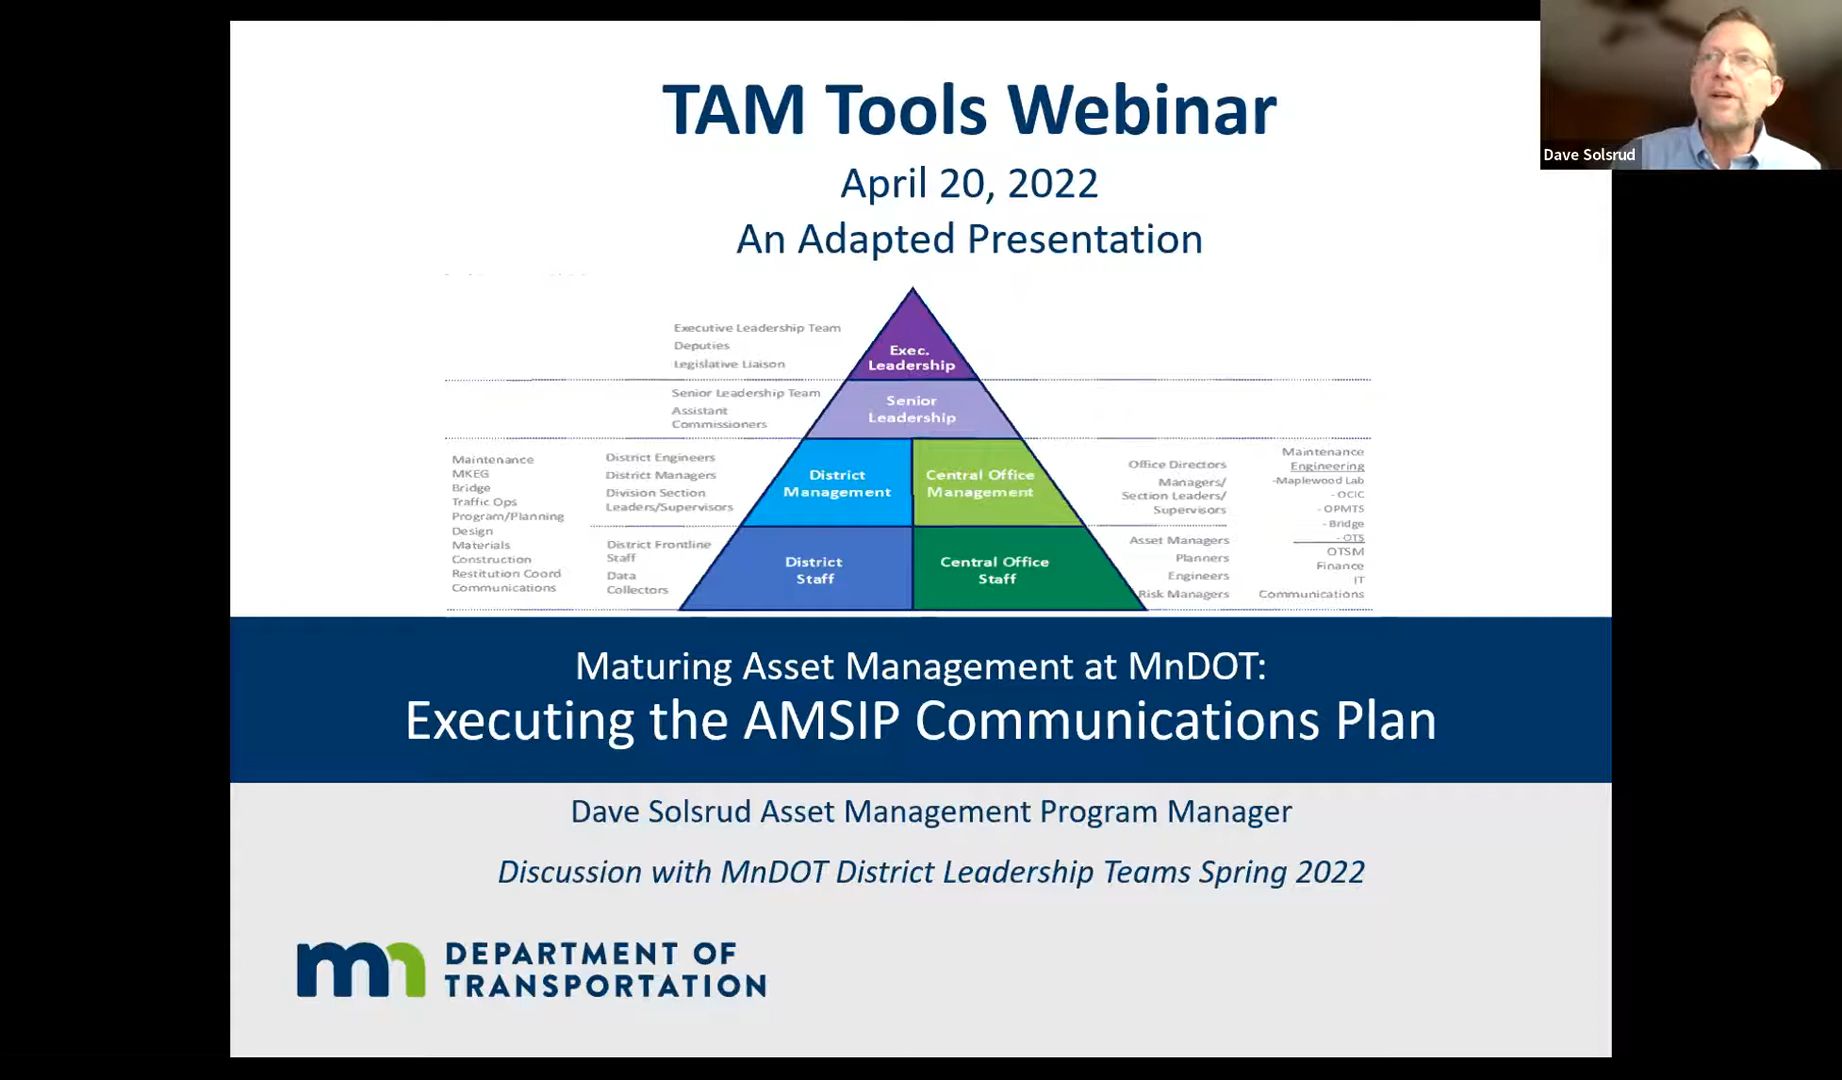 TAM Tools Webinar
April 20, 2022
An Adapted Presentation
Dave Solsrud
Executive Leadership Team
Deputies
Legislative Liaison
Exec.
Leadership
Senior Leadership Team
Assistant
Commissioners
Senior
Leadership
Maintenance
MKEG
Bridge
Traffic Ops
Program/Planning
Design
Materials
Construction
Restitution Coord
Communications
District Engineers
District Managers
Division Section
Leaders/Supervisors
District Frontline
Staff
Data
Collectors
District
Management
Central Office
Management
District
Staff
Central Office
Staff
Office Directors
Managers/
Section Leaders/
Supervisors
Asset Managers
Planners
Engineers
Risk Managers
Maintenance
Engineering
-Maplewood Lab
- OCIC
- OPMTS
- Bridge
- OTS
OTSM
Finance
IT
Communications
Maturing Asset Management at MnDOT:
Executing the AMSIP Communications Plan
Dave Solsrud Asset Management Program Manager
Discussion with MnDOT District Leadership Teams Spring 2022
mn DEPARTMENT OF
TRANSPORTATION